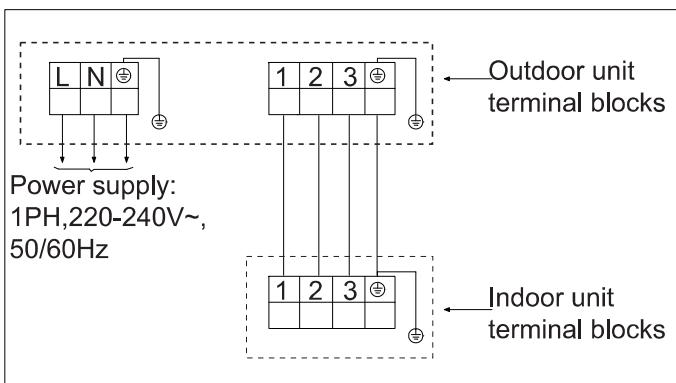 L N
1 2 3
Outdoor unit
terminal blocks
Power supply:
1PH,220-240V~,
50/60Hz
1 2 3
Indoor unit
terminal blocks